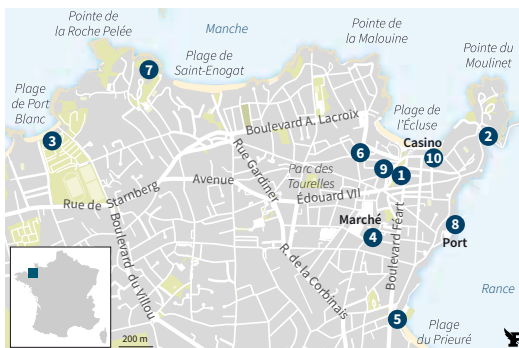 Pointe de
la Roche Pelée
Manche
Pointe de
la Malouine
Pointe du
Moulinet
Plage de
Saint-Enogat
7
Plage
de Port
Blanc
3
Plage de
l'Écluse
Casino
10
2
Boulevard A. Lacroix
6
9
1
Rue Gardiner
Parc des
Tourelles
Avenue
Édouard VII
Rue de Starnberg
Marché
4
8
Port
Boulevard Féart
Boulevard du Villou
R. de la Corbinais
Rance
5
Plage
du Prieuré
200 m